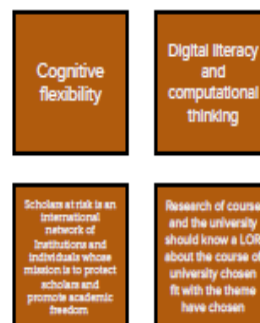 Cognitive
flexibility
Digital literacy
and
computational
thinking
Scholars at risk is an
international
network of
Institutions and
individuals whose
mission is to protect
scholars and
promote academic
freedom
Research of course
and the university
should know a LOR
about the course of
university chosen
fit with the theme
have chosen